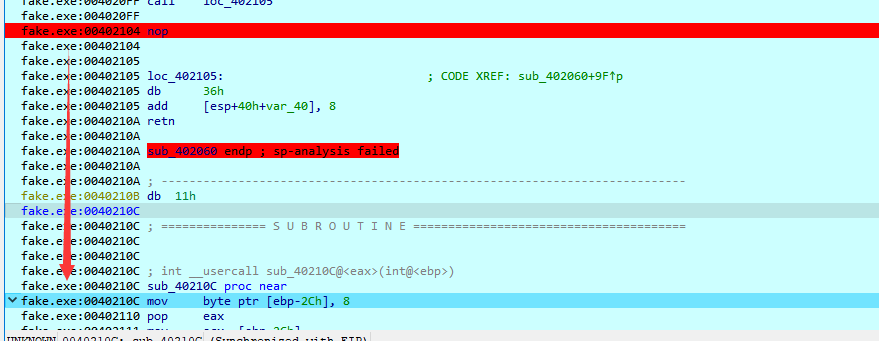 fake.exe:004020FF call    loc_402105
fake.exe:004020FF
fake.exe:00402104 nop
fake.exe:00402104
fake.exe:00402105
fake.exe:00402105 loc_402105:                             ; CODE XREF: sub_402060+9F↑p
fake.exe:00402105 db      36h
fake.exe:00402105 add     [esp+40h+var_40], 8
fake.exe:0040210A retn
fake.exe:0040210A
fake.exe:0040210A sub_402060 endp ; sp-analysis failed
fake.exe:0040210A
fake.exe:0040210A ; ---------------------------------------------------------------------------
fake.exe:0040210B db  11h
fake.exe:0040210C
fake.exe:0040210C ; =============== S U B R O U T I N E =======================================
fake.exe:0040210C
fake.exe:0040210C
fake.exe:0040210C ; int __usercall sub_40210C@<eax>(int@<ebp>)
fake.exe:0040210C sub_40210C proc near
fake.exe:0040210C mov     byte ptr [ebp-2Ch], 8
fake.exe:00402110 pop     eax
fake.exe:00402111 mov
UNKNOWN 0040210C: sub_40210C (Synchronized with EIP)